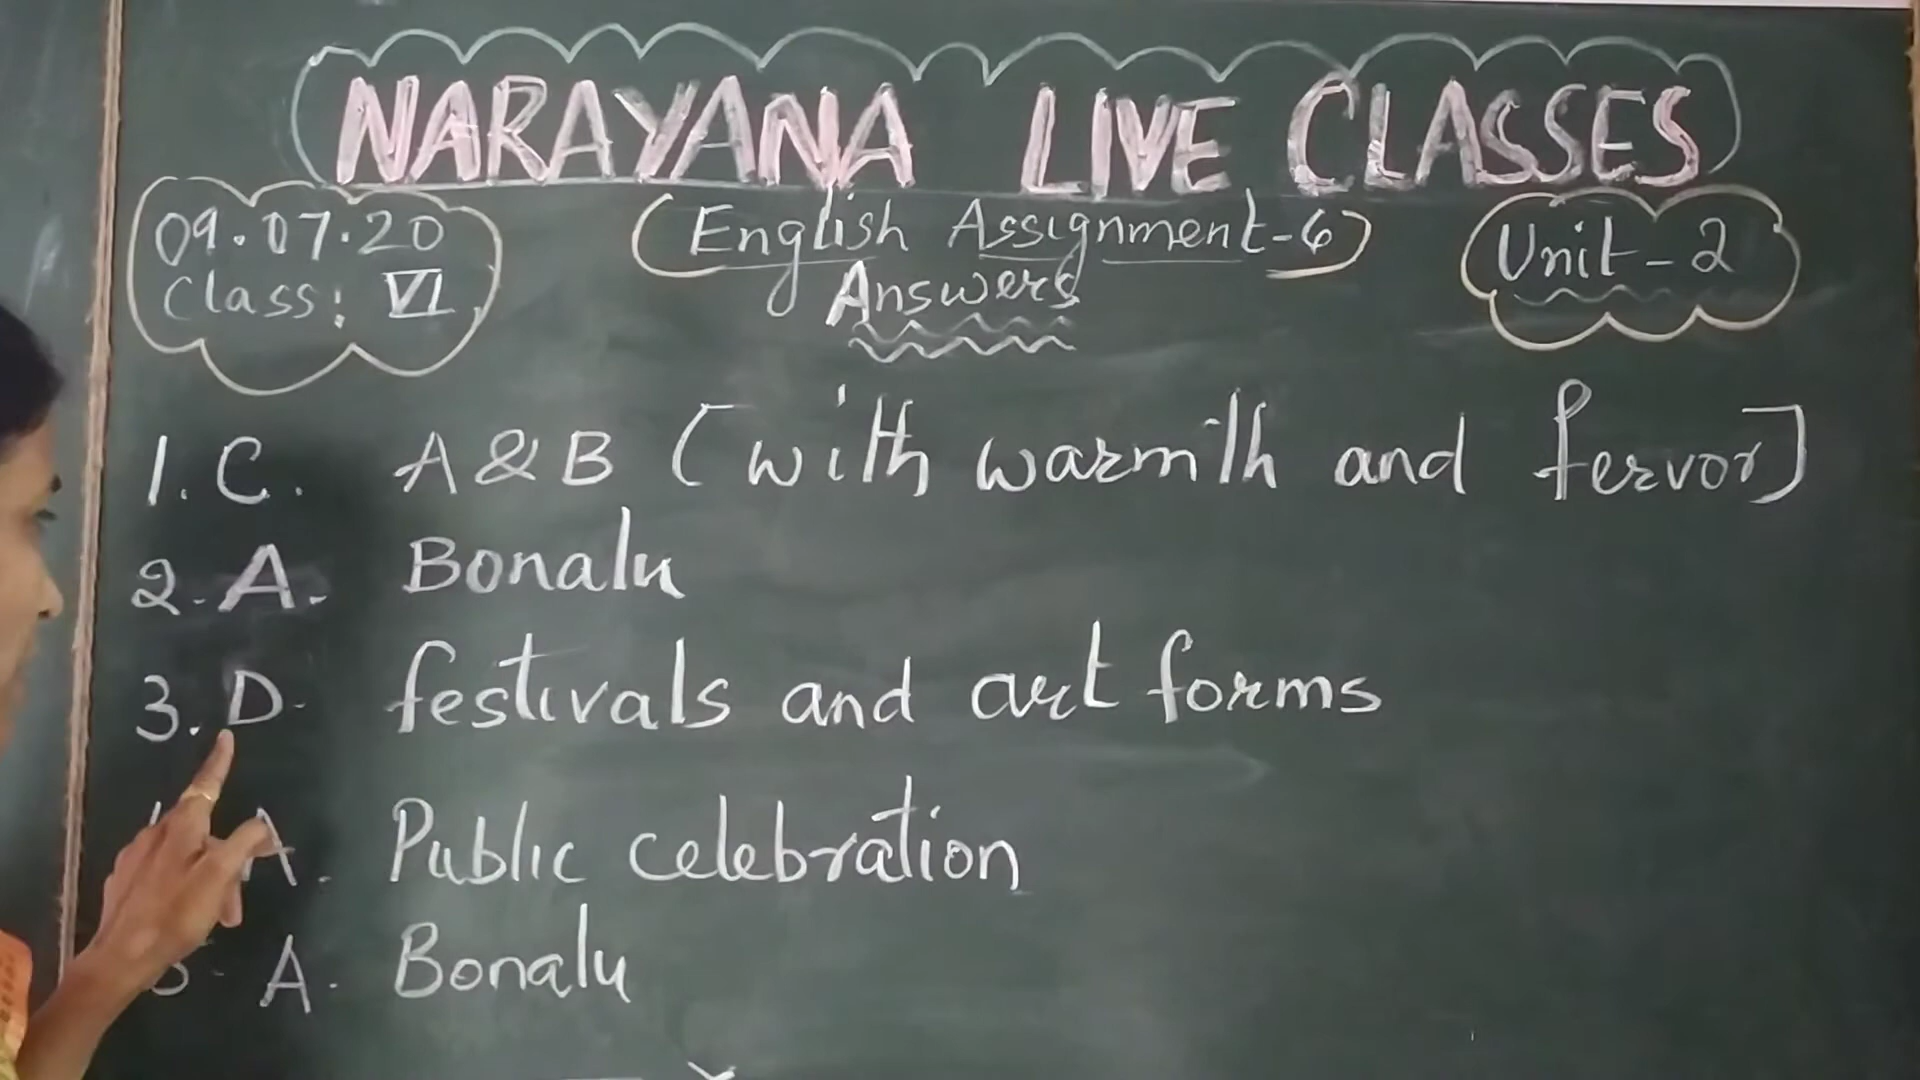 NARAYANA LIVE CLASSES
09.07.20
Class: VI
(English Assignment-6)
Answers
Unit-2
1. C. A & B (with warmth and fervor]
2. A. Bonalu
3. D. festivals and art forms
A. Public celebration
5. A. Bonalu